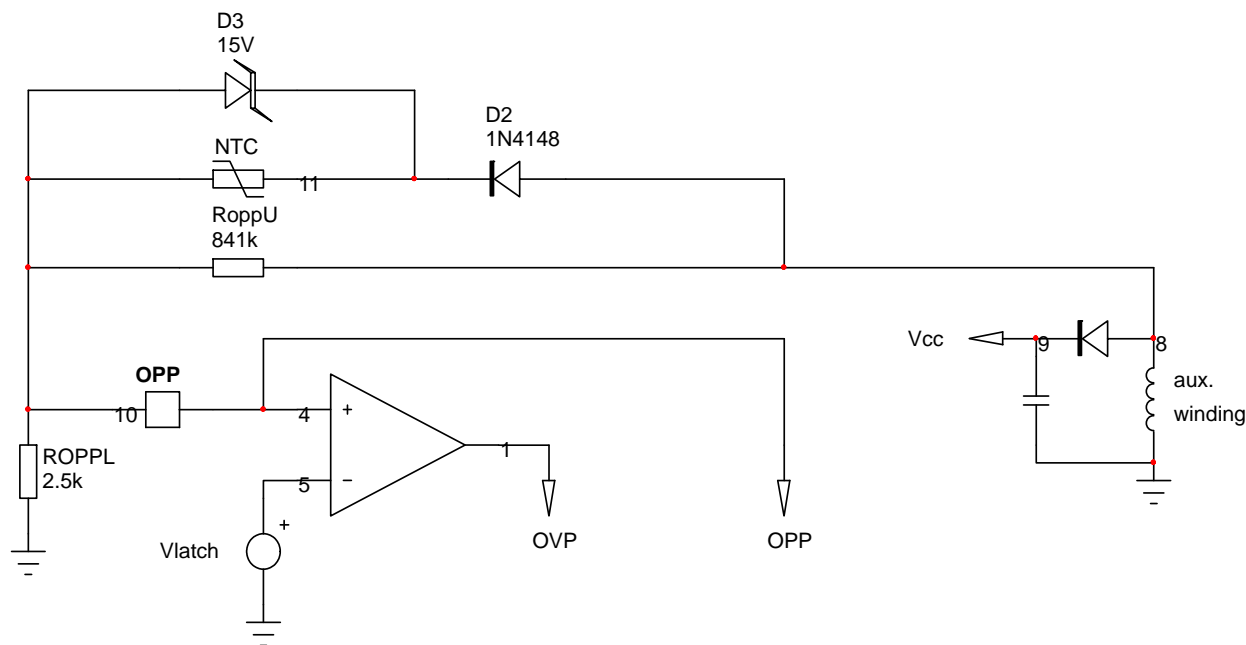 D3
15V
D2
1N4148
NTC
11
RoppU
841k
Vcc
9
8
aux.
winding
OPP
10
4
+
1
ROPPL
2.5k
5
−
+
Vlatch
OVP
OPP